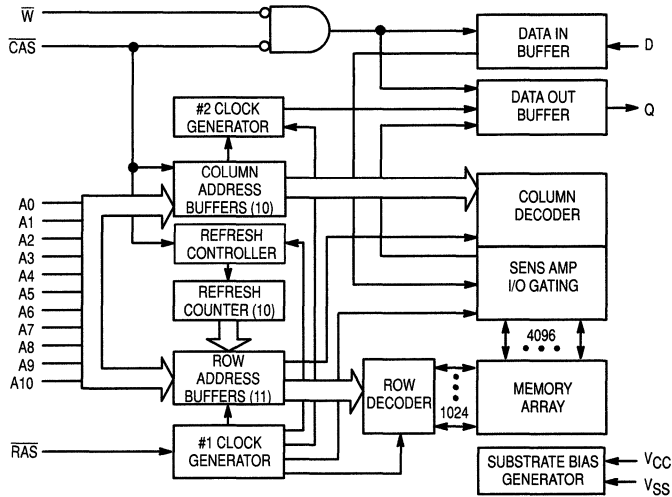 W
CAS
DATA IN
BUFFER
D
#2 CLOCK
GENERATOR
DATA OUT
BUFFER
Q
COLUMN
ADDRESS
BUFFERS (10)
COLUMN
DECODER
A0
A1
A2
A3
A4
A5
A6
A7
A8
A9
A10
REFRESH
CONTROLLER
SENS AMP
I/O GATING
REFRESH
COUNTER (10)
4096
ROW
ADDRESS
BUFFERS (11)
ROW
DECODER
1024
MEMORY
ARRAY
RAS
#1 CLOCK
GENERATOR
SUBSTRATE BIAS
GENERATOR
VCC
VSS